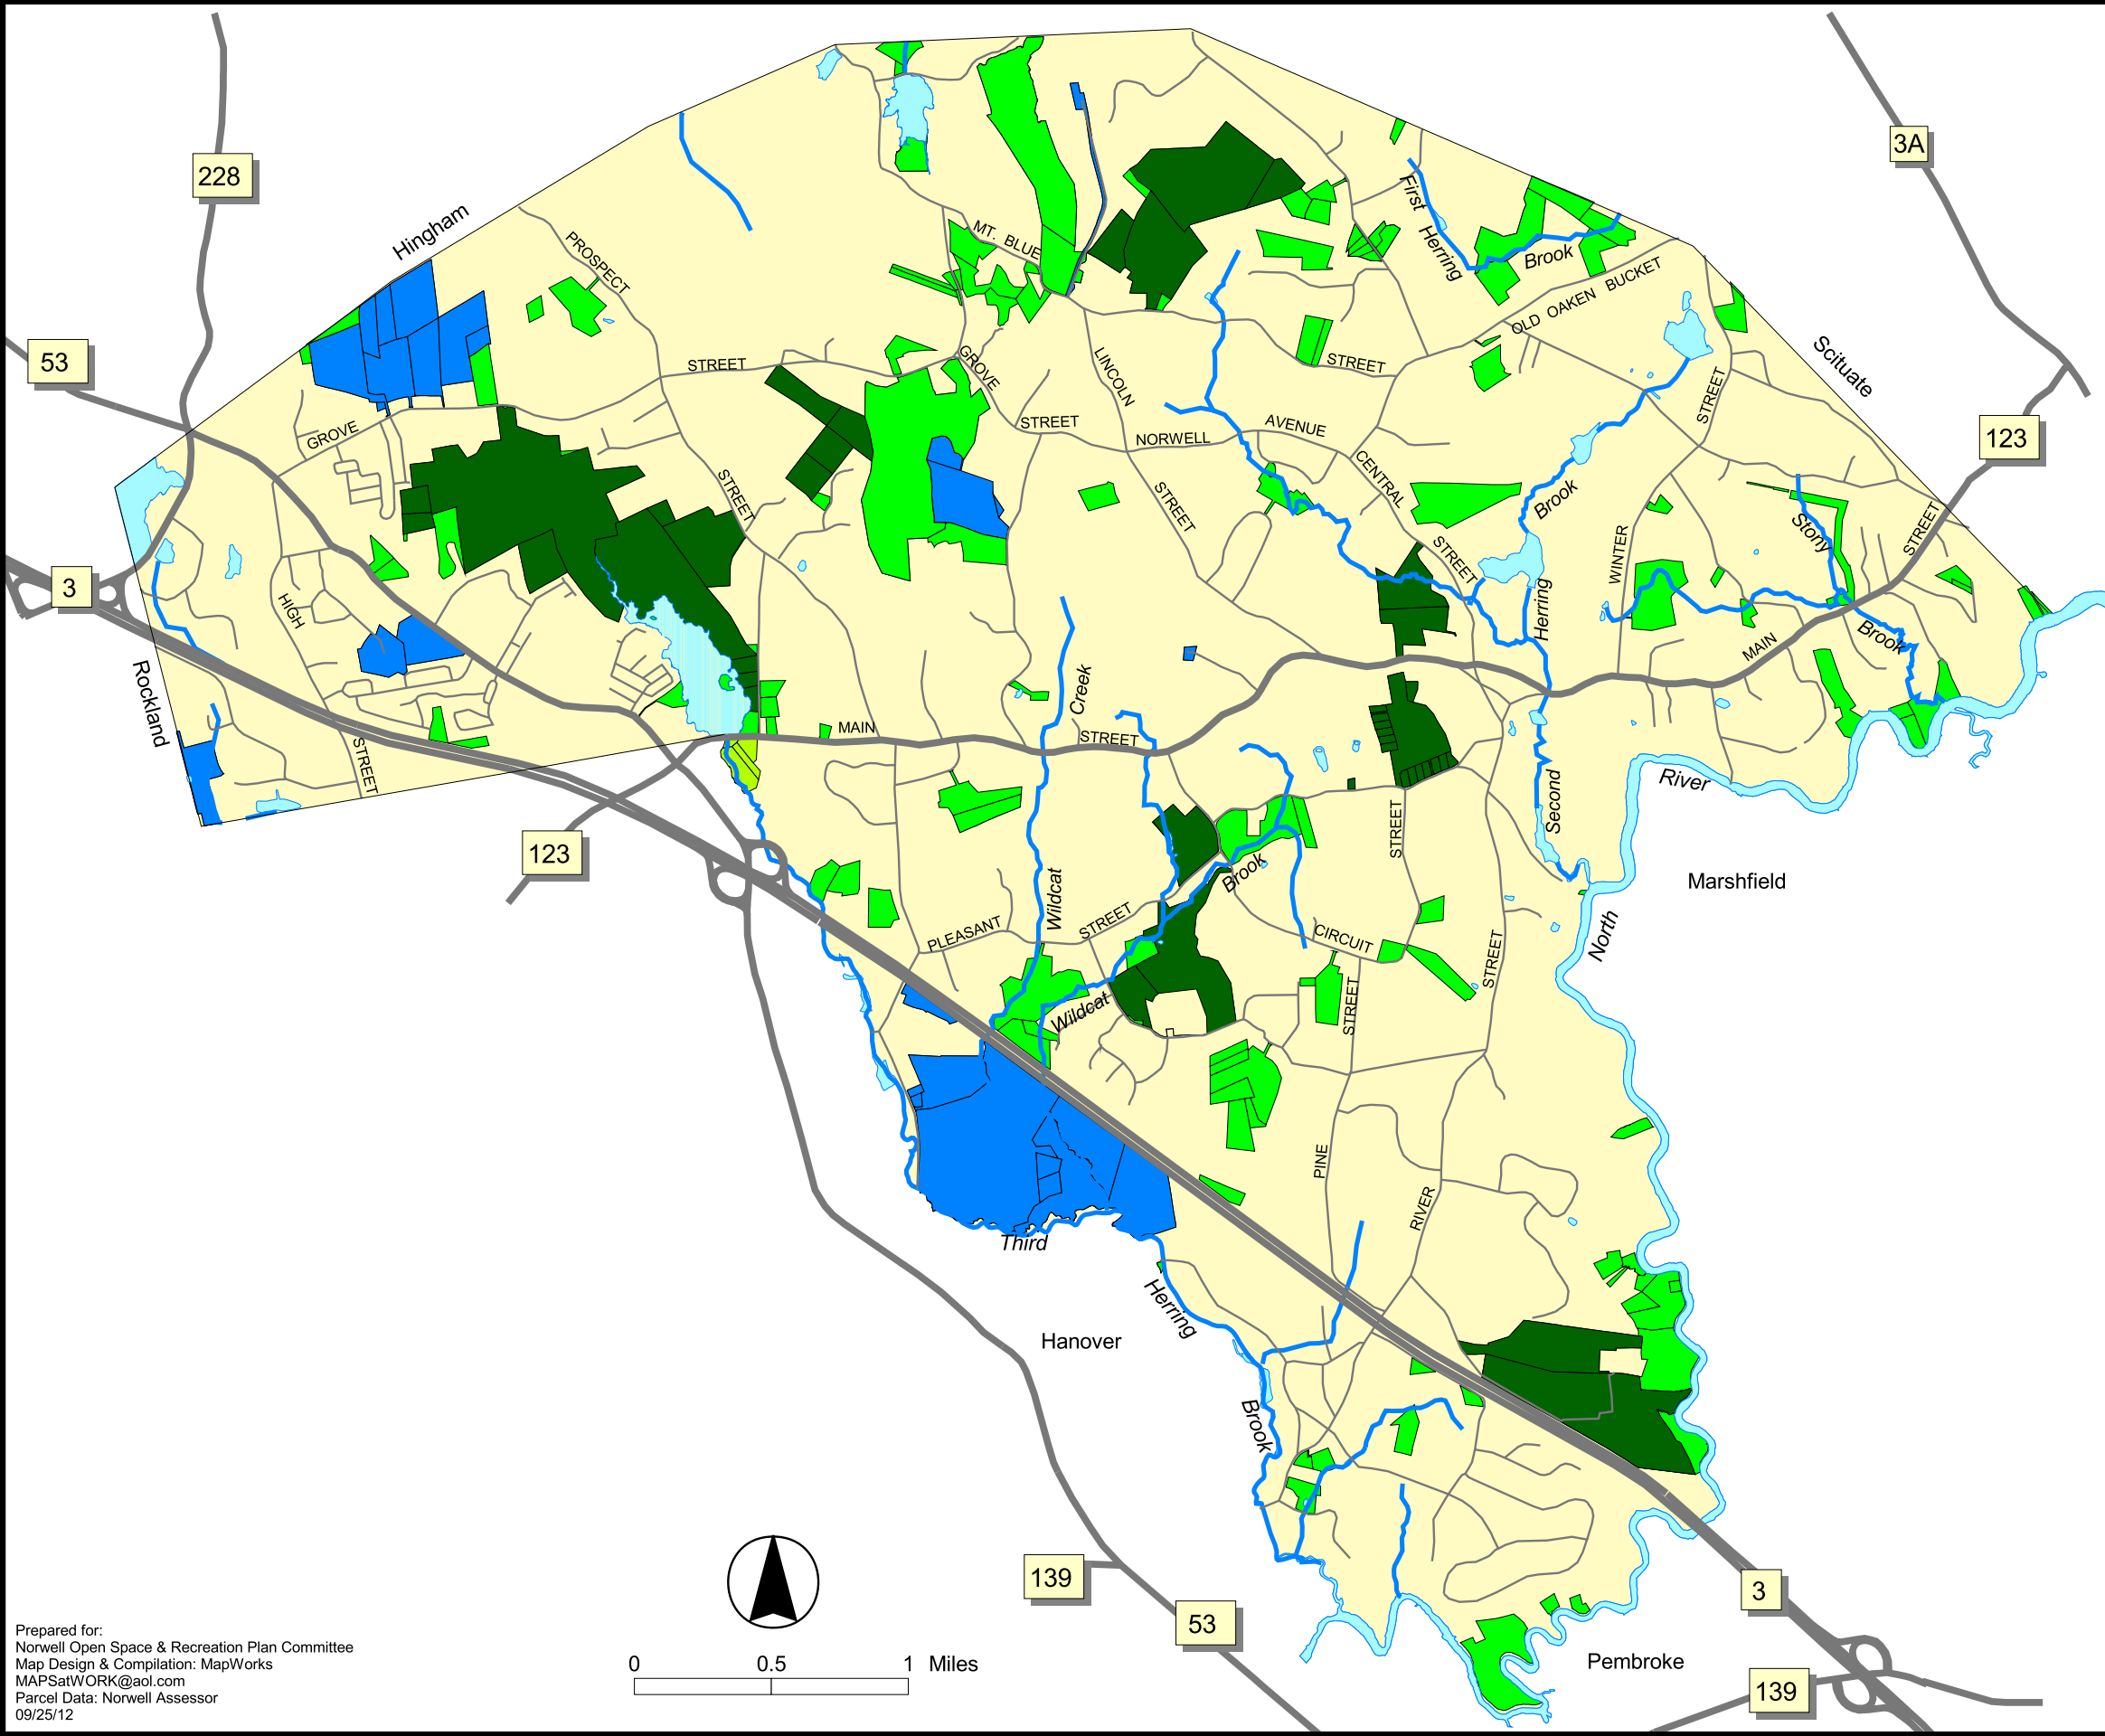 228
3A
Hingham
First
Herring
Brook
PROSPECT
MT. BLUE
OLD OAKEN BUCKET
53
STREET
GROVE
STREET
Scituate
LINCOLN
STREET
GROVE
STREET
NORWELL
AVENUE
123
STREET
CENTRAL
STREET
Brook
STREET
Stony
STREET
WINTER
3
HIGH
Herring
Brook
MAIN
Rockland
Creek
MAIN
STREET
STREET
River
Second
STREET
123
Brook
Marshfield
Wildcat
PLEASANT
STREET
CIRCUIT
North
STREET
STREET
Wildcat
PINE
RIVER
Third
Herring
Hanover
Brook
139
53
3
Pembroke
139
0 0.5 1 Miles
Prepared for:
Norwell Open Space & Recreation Plan Committee
Map Design & Compilation: MapWorks
MAPSatWORK@aol.com
Parcel Data: Norwell Assessor
09/25/12